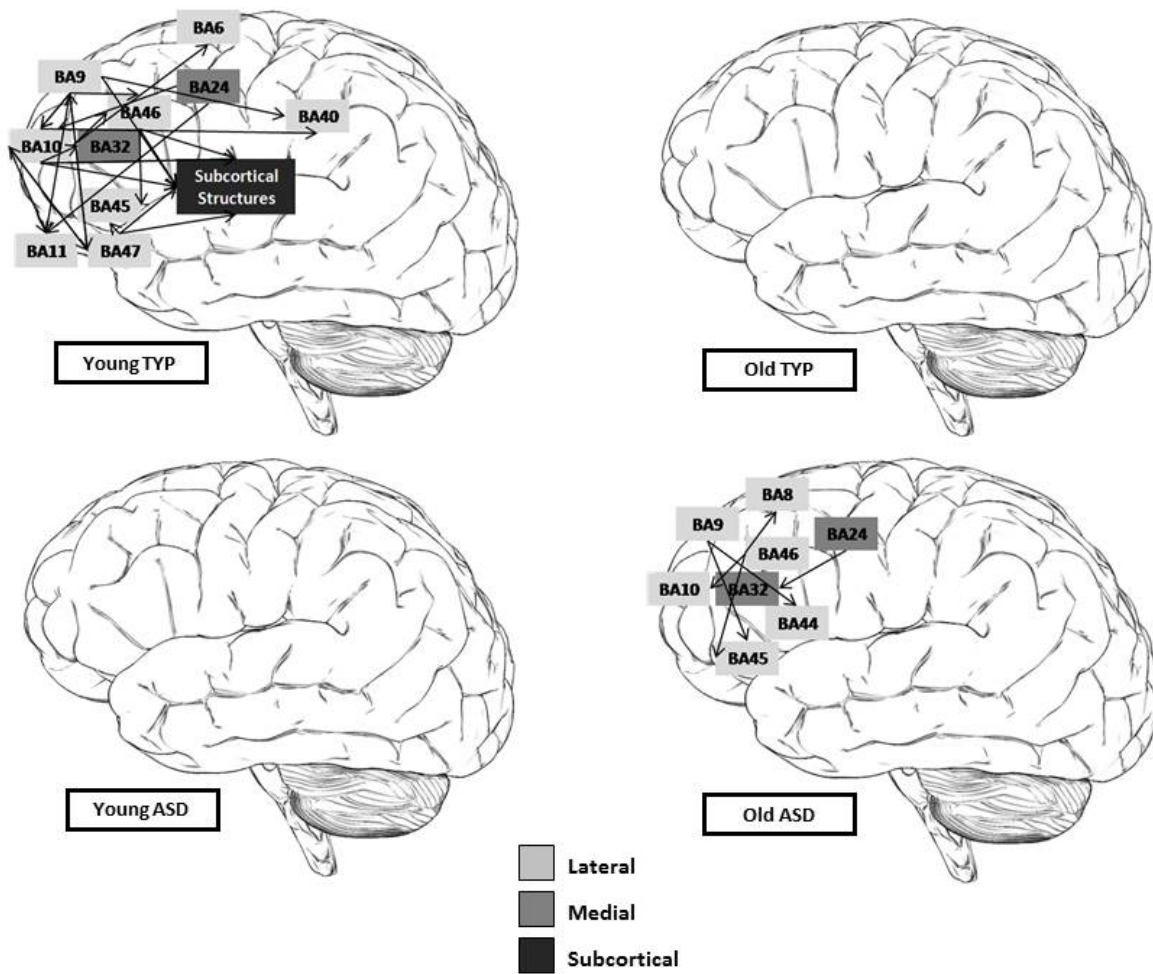 BA6
BA9
BA24
BA46
BA40
BA10
BA32
Subcortical
Structures
BA45
BA11
BA47
Young TYP
Old TYP
BA8
BA9
BA24
BA46
BA10
BA32
BA44
BA45
Young ASD
Old ASD
Lateral
Medial
Subcortical